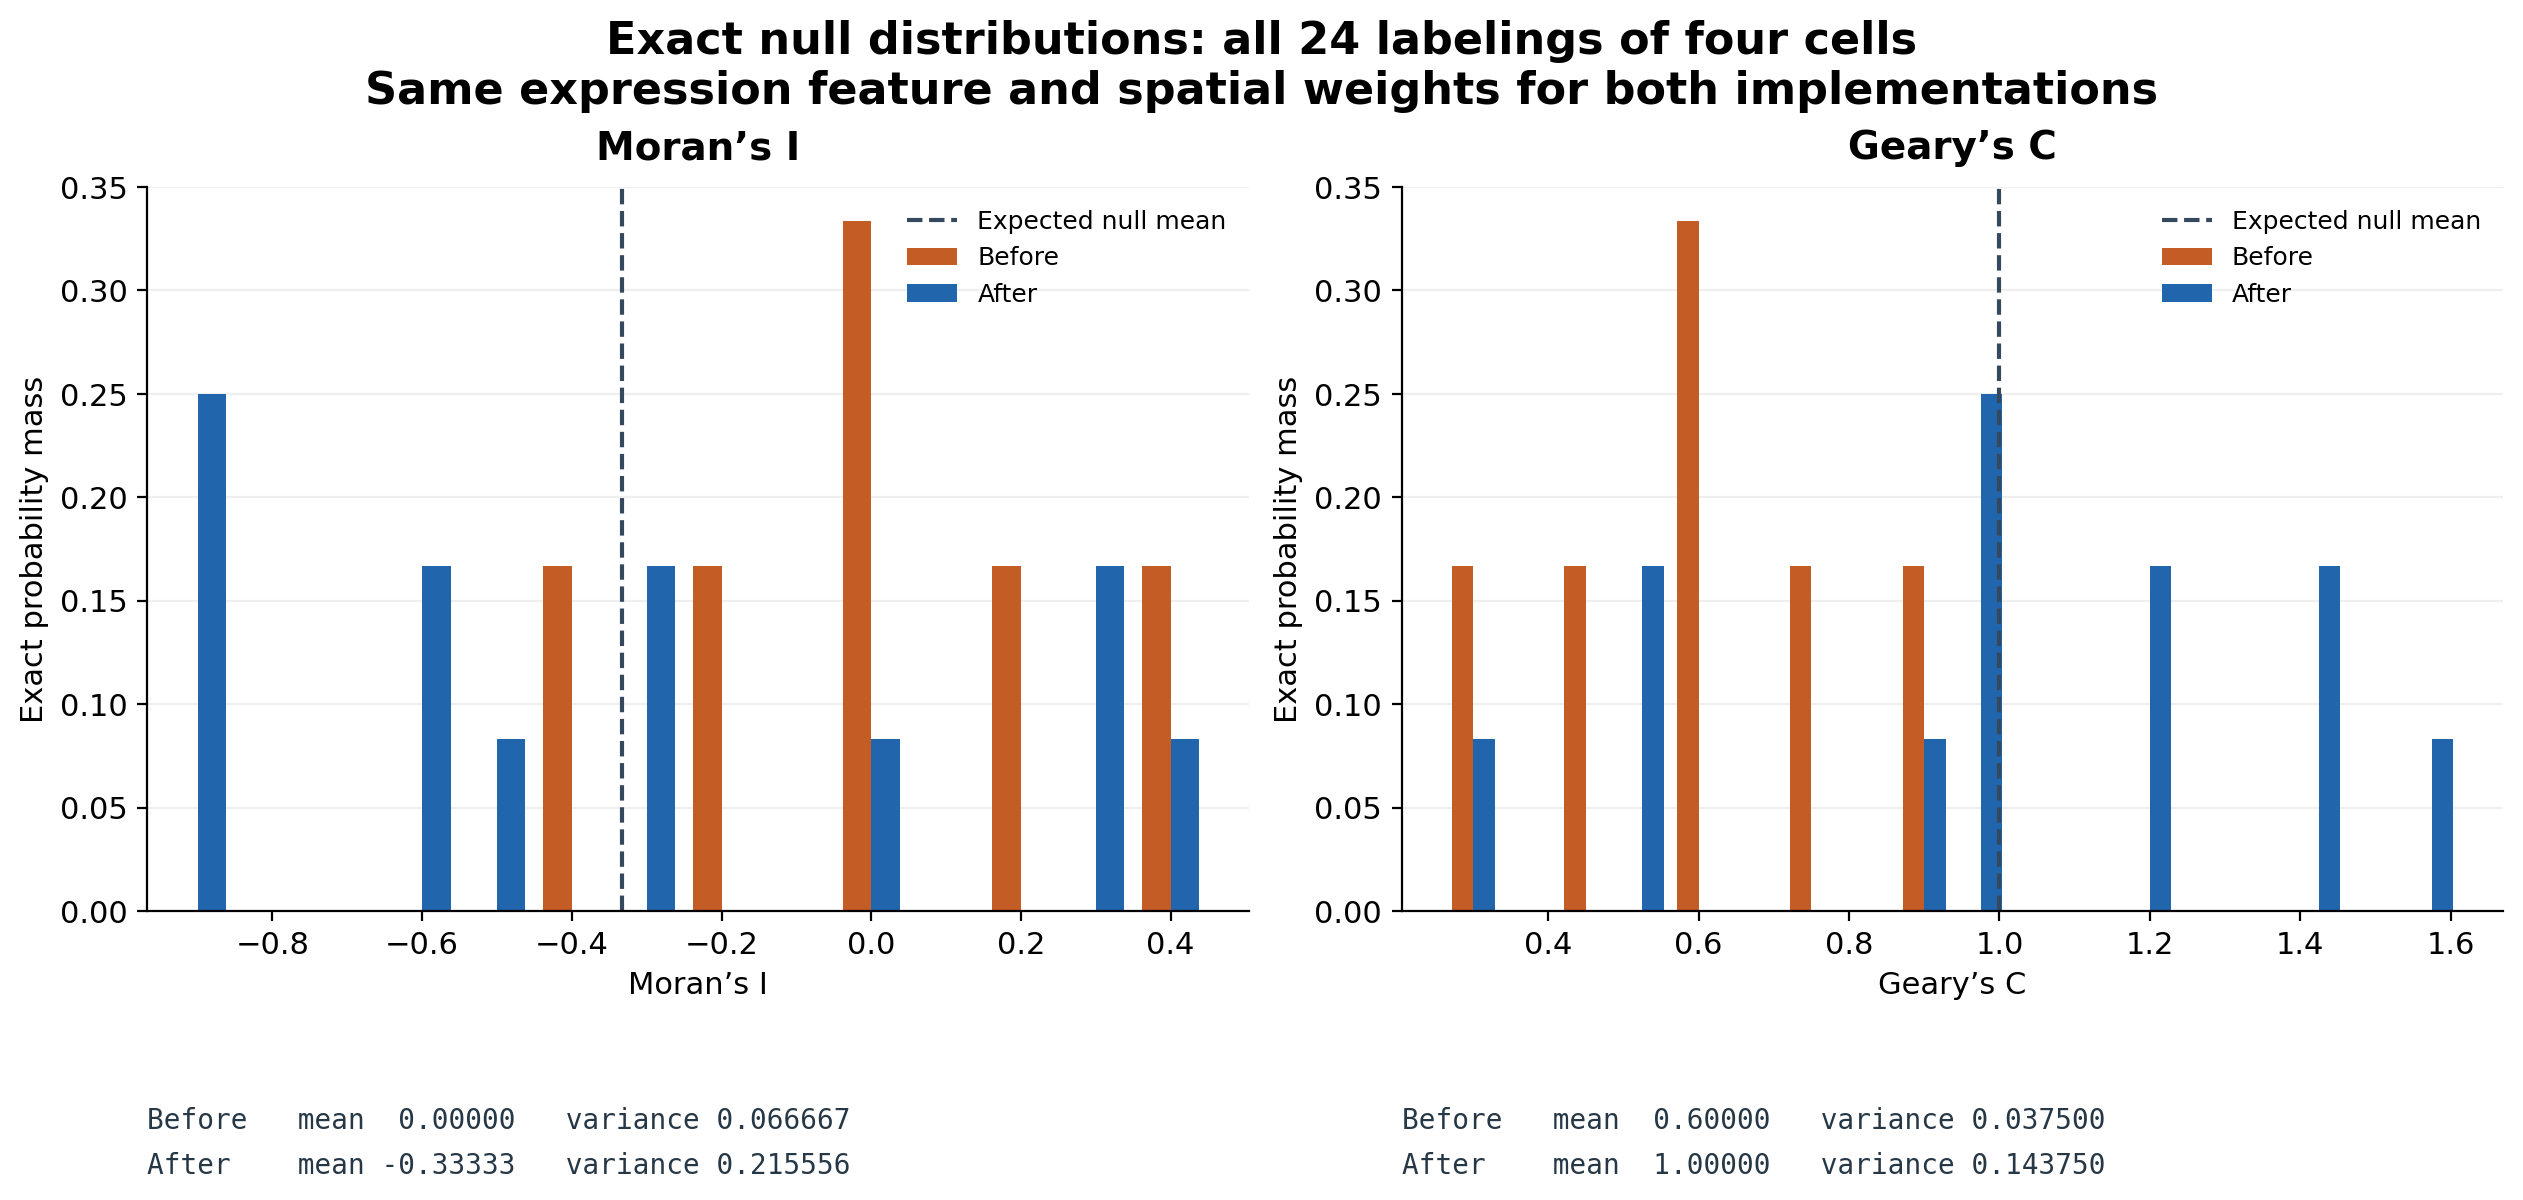 Exact null distributions: all 24 labelings of four cells
Same expression feature and spatial weights for both implementations
Moran’s I
Exact probability mass
0.35
0.30
0.25
0.20
0.15
0.10
0.05
0.00
Expected null mean
Before
After
−0.8
−0.6
−0.4
−0.2
0.0
0.2
0.4
Moran’s I
Before   mean  0.00000   variance 0.066667
After    mean -0.33333   variance 0.215556
Geary’s C
Exact probability mass
0.35
0.30
0.25
0.20
0.15
0.10
0.05
0.00
Expected null mean
Before
After
0.4
0.6
0.8
1.0
1.2
1.4
1.6
Geary’s C
Before   mean  0.60000   variance 0.037500
After    mean  1.00000   variance 0.143750